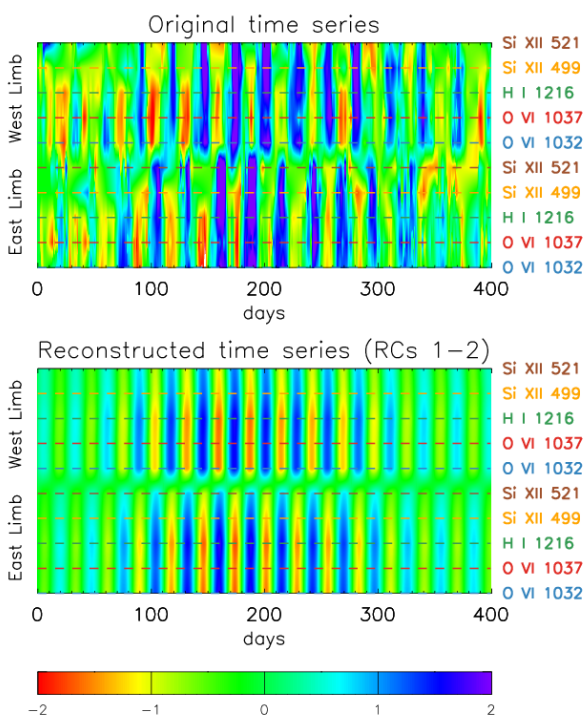 Original time series
Si XII 521
Si XII 499
H I 1216
O VI 1037
O VI 1032
Si XII 521
Si XII 499
H I 1216
O VI 1037
O VI 1032
West Limb
East Limb
0 100 200 300 400
days
Reconstructed time series (RCs 1-2)
Si XII 521
Si XII 499
H I 1216
O VI 1037
O VI 1032
Si XII 521
Si XII 499
H I 1216
O VI 1037
O VI 1032
West Limb
East Limb
0 100 200 300 400
days
-2 -1 0 1 2